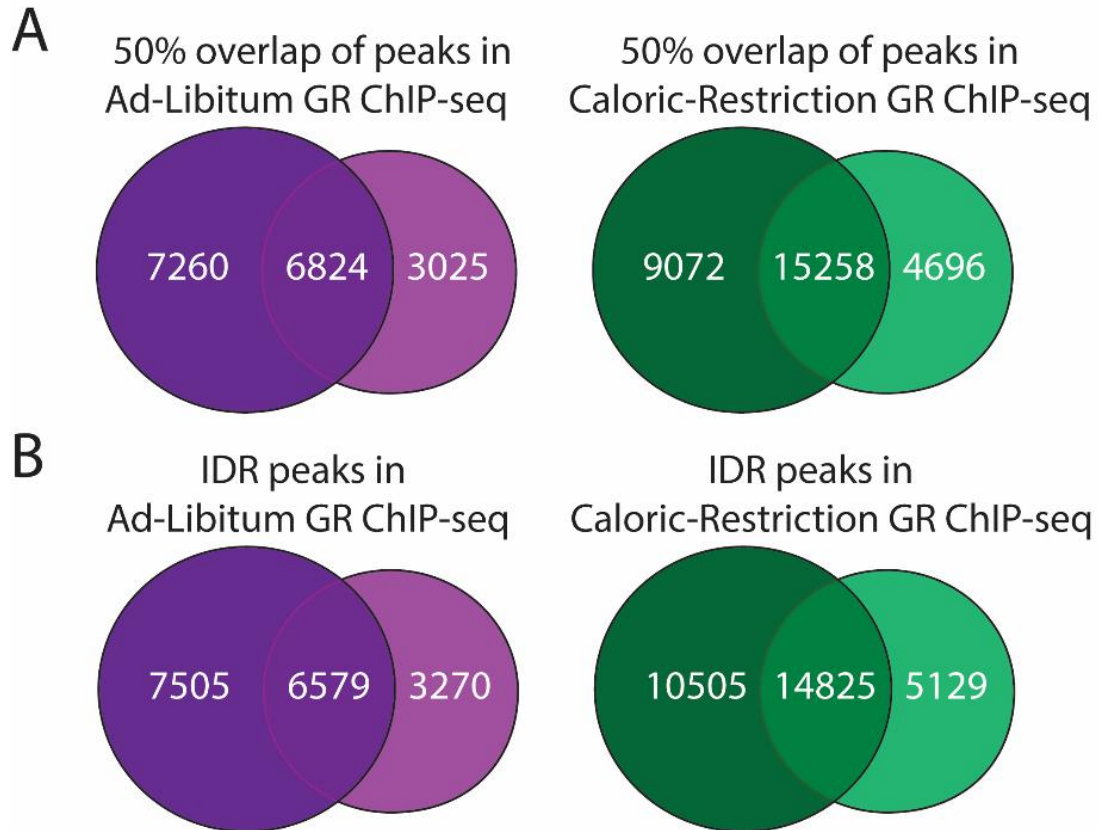 A
50% overlap of peaks in
Ad-Libitum GR ChIP-seq
50% overlap of peaks in
Caloric-Restriction GR ChIP-seq
7260 6824 3025
9072 15258 4696
B
IDR peaks in
Ad-Libitum GR ChIP-seq
IDR peaks in
Caloric-Restriction GR ChIP-seq
7505 6579 3270
10505 14825 5129